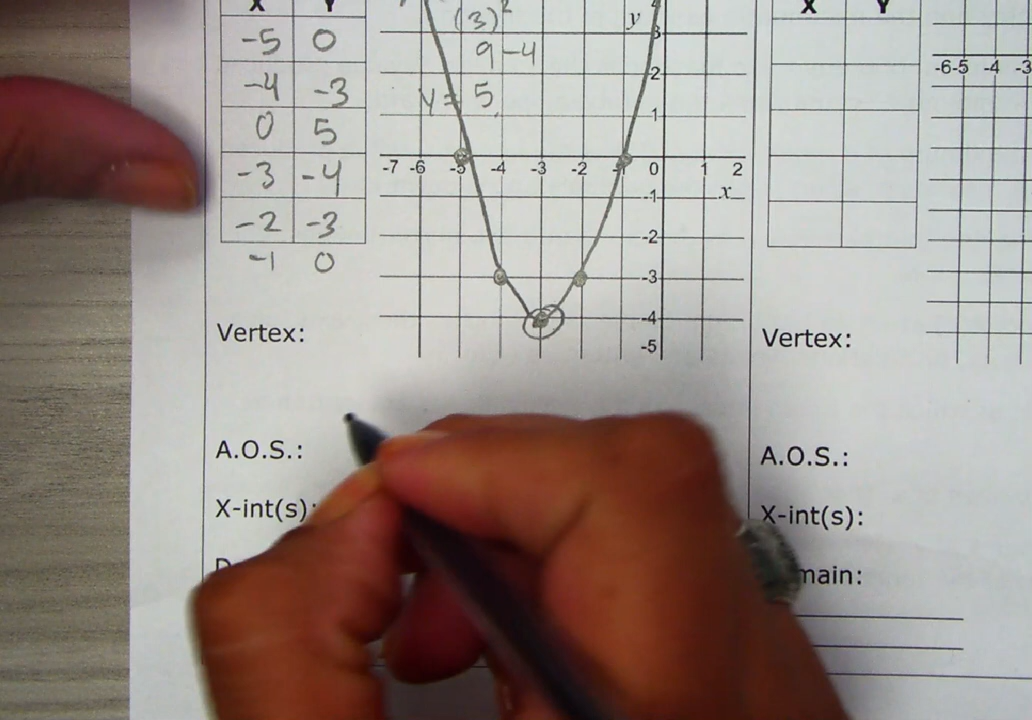 X Y
-5 0
-4 -3
0 5
-3 -4
-2 -3
-1 0
(3)²
9-4
y= 5
y
3
2
1
-7 -6 -5 -4 -3 -2 -1 0 1 2
x
-1
-2
-3
-4
-5
Vertex:
A.O.S.:
X-int(s):
X Y
-6 -5 -4 -3
Vertex:
A.O.S.:
X-int(s):
main: